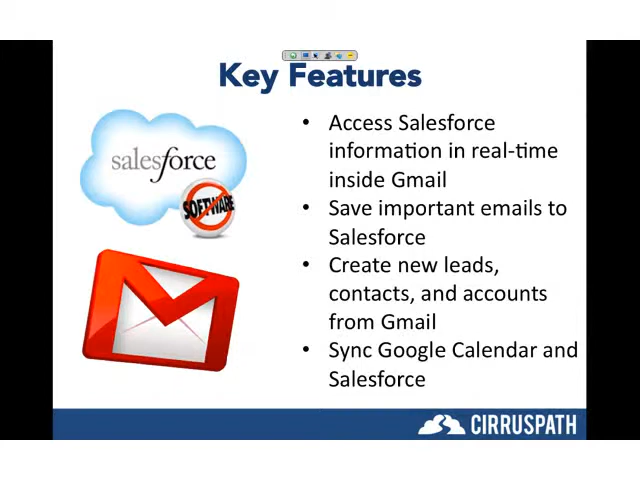 Key Features
salesforce
SOFTWARE
• Access Salesforce
information in real-time
inside Gmail
• Save important emails to
Salesforce
• Create new leads,
contacts, and accounts
from Gmail
• Sync Google Calendar and
Salesforce
CIRRUSPATH